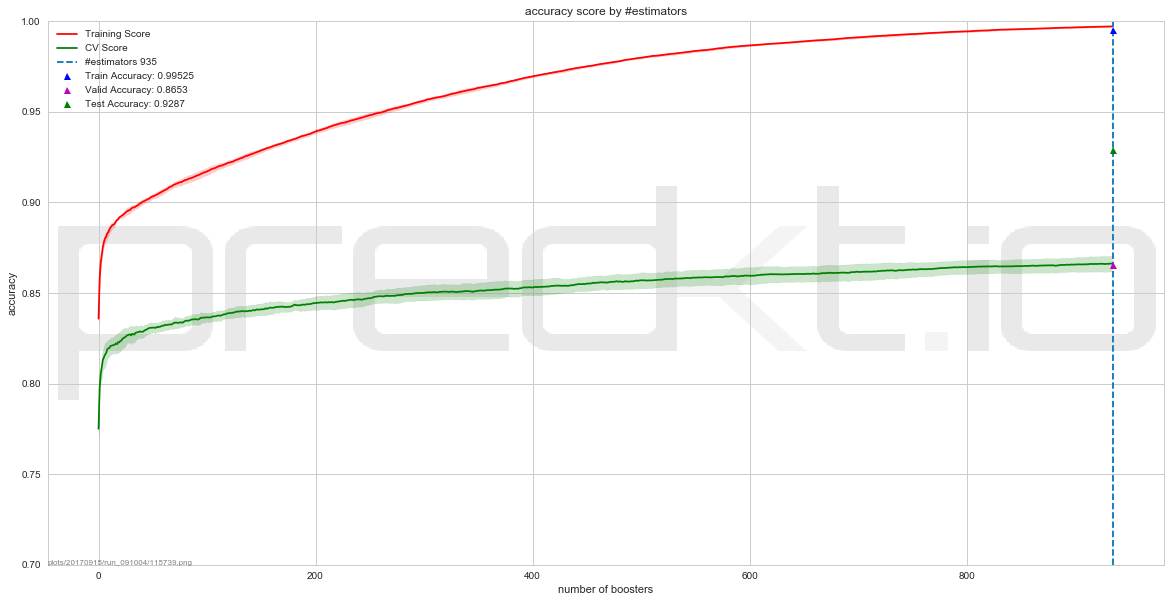 accuracy score by #estimators
1.00
0.95
0.90
0.85
0.80
0.75
0.70
accuracy
Training Score
CV Score
#estimators 935
Train Accuracy: 0.99525
Valid Accuracy: 0.8653
Test Accuracy: 0.9287
predkt.io
plots/20170915/run_091004/115739.png
0
200
400
600
800
number of boosters